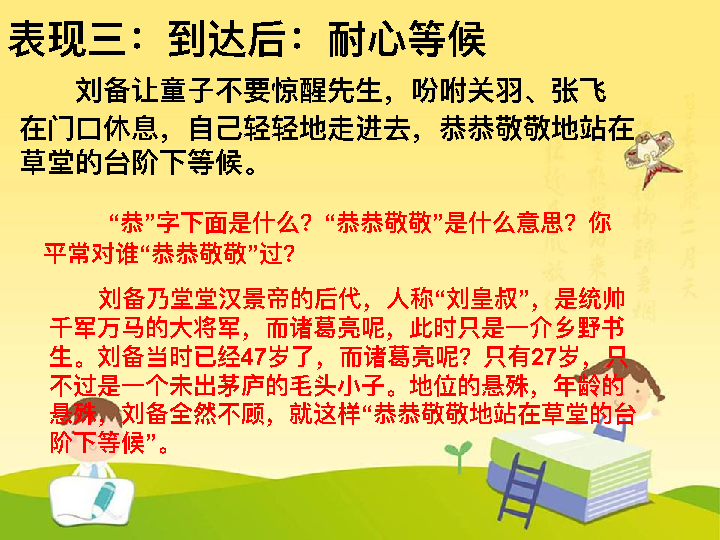 表现三：到达后：耐心等候
刘备让童子不要惊醒先生，吩咐关羽、张飞
在门口休息，自己轻轻地走进去，恭恭敬敬地站在
草堂的台阶下等候。
“恭”字下面是什么？“恭恭敬敬”是什么意思？你
平常对谁“恭恭敬敬”过？
刘备乃堂堂汉景帝的后代，人称“刘皇叔”，是统帅
千军万马的大将军，而诸葛亮呢，此时只是一介乡野书
生。刘备当时已经47岁了，而诸葛亮呢？只有27岁，只
不过是一个未出茅庐的毛头小子。地位的悬殊，年龄的
悬殊，刘备全然不顾，就这样“恭恭敬敬地站在草堂的台
阶下等候”。